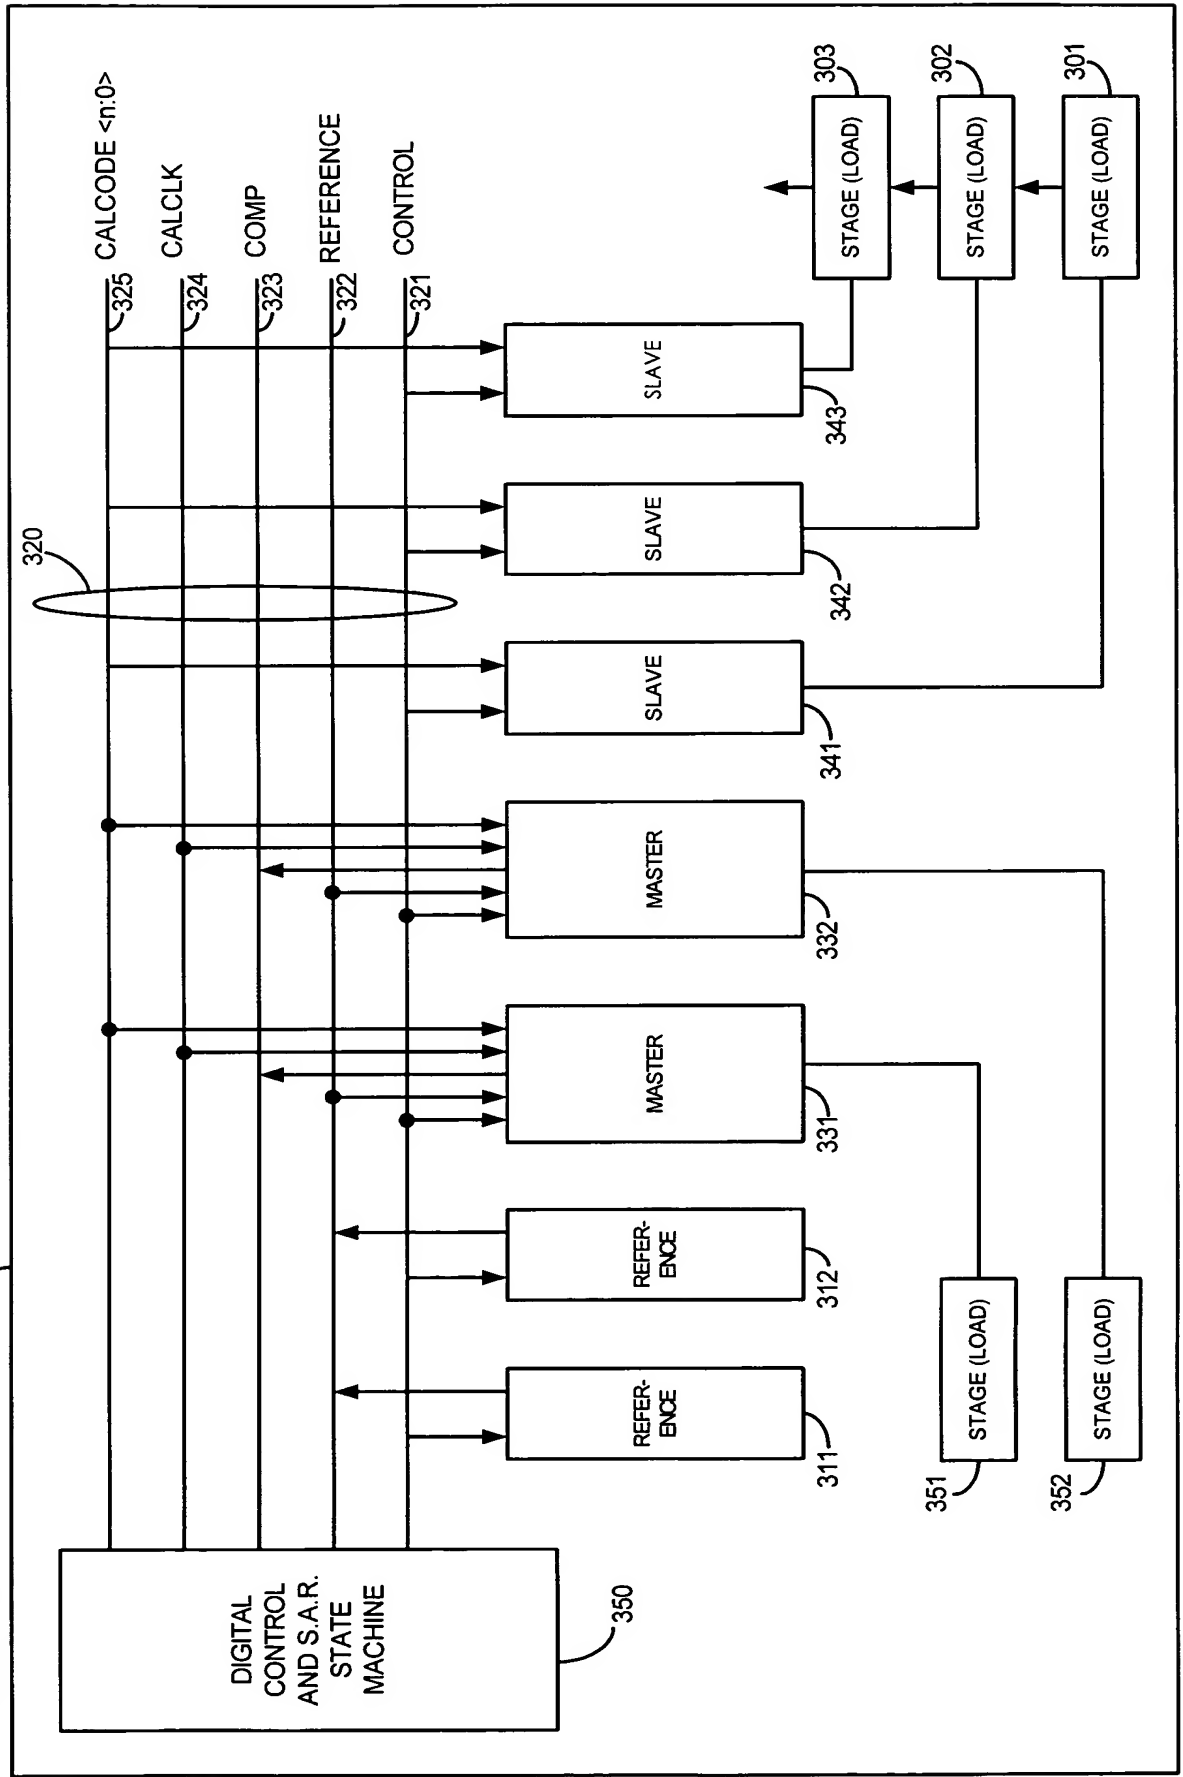 CALCODE <n:0>
325
CALCLK
324
COMP
323
REFERENCE
322
CONTROL
321
320
DIGITAL
CONTROL
AND S.A.R.
STATE
MACHINE
350
REFER-
ENCE
311
REFER-
ENCE
312
MASTER
331
MASTER
332
SLAVE
341
SLAVE
342
SLAVE
343
STAGE (LOAD)
303
STAGE (LOAD)
302
STAGE (LOAD)
301
STAGE (LOAD)
351
STAGE (LOAD)
352